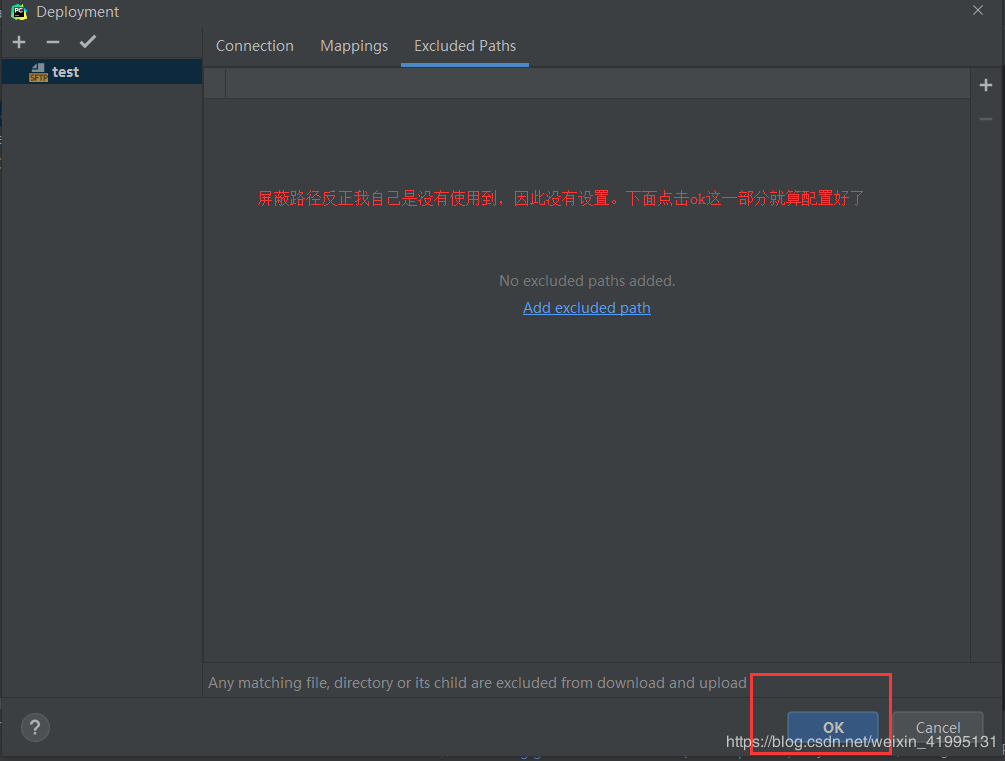 Deployment
Connection Mappings Excluded Paths
test
屏蔽路径反正我自己是没有使用到，因此没有设置。下面点击ok这一部分就算配置好了
No excluded paths added.
Add excluded path
Any matching file, directory or its child are excluded from download and upload
?
OK Cancel
https://blog.csdn.net/weixin_41995131